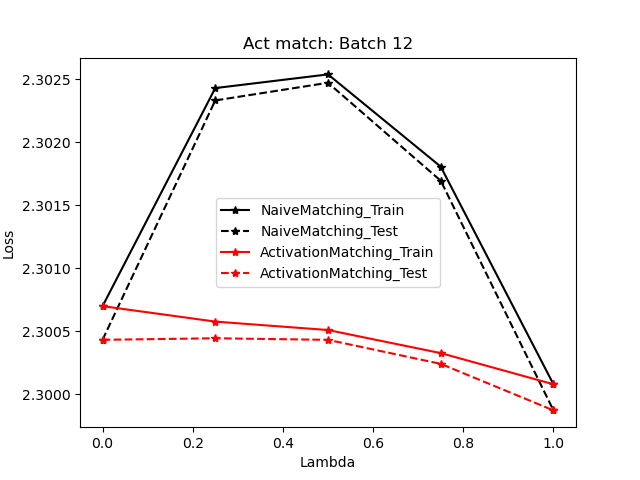 Act match: Batch 12
Loss
2.3025
2.3020
2.3015
2.3010
2.3005
2.3000
NaiveMatching_Train
NaiveMatching_Test
ActivationMatching_Train
ActivationMatching_Test
0.0 0.2 0.4 0.6 0.8 1.0
Lambda